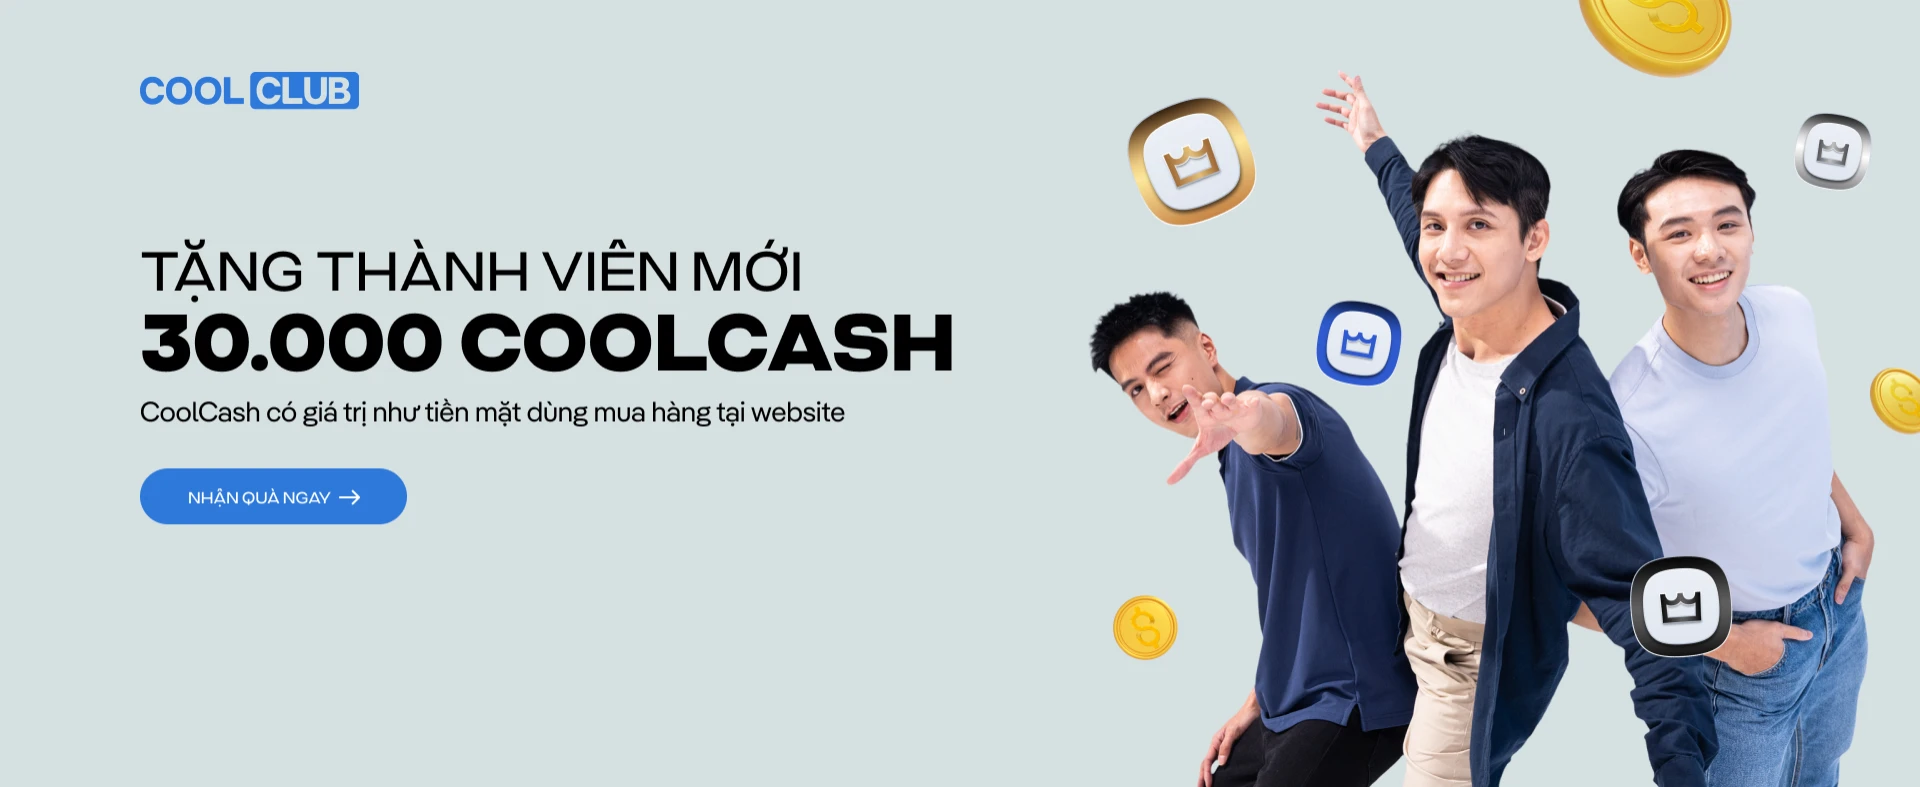 COOL CLUB
TẶNG THÀNH VIÊN MỚI
30.000 COOLCASH
CoolCash có giá trị như tiền mặt dùng mua hàng tại website
NHẬN QUÀ NGAY →